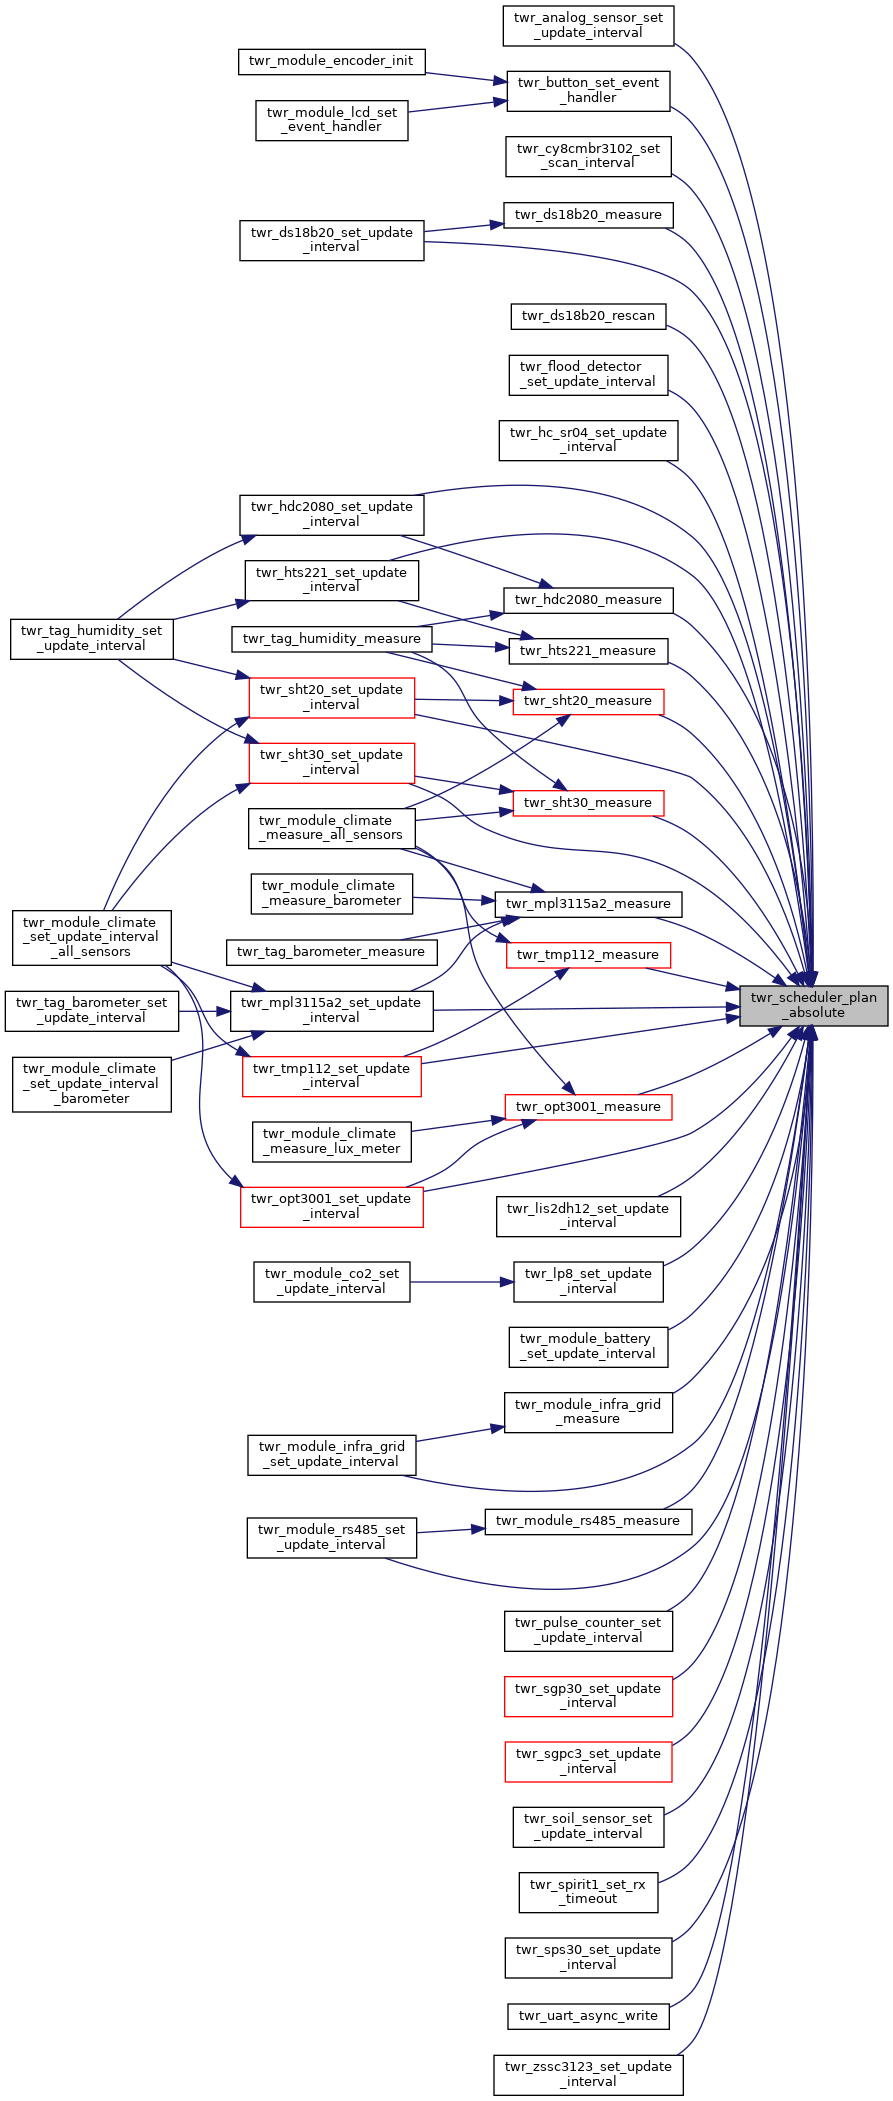 twr_analog_sensor_set
_update_interval
twr_module_encoder_init
twr_button_set_event
_handler
twr_module_lcd_set
_event_handler
twr_cy8cmbr3102_set
_scan_interval
twr_ds18b20_measure
twr_ds18b20_set_update
_interval
twr_ds18b20_rescan
twr_flood_detector
_set_update_interval
twr_hc_sr04_set_update
_interval
twr_hdc2080_set_update
_interval
twr_hts221_set_update
_interval
twr_hdc2080_measure
twr_tag_humidity_set
_update_interval
twr_tag_humidity_measure
twr_hts221_measure
twr_sht20_set_update
_interval
twr_sht20_measure
twr_sht30_set_update
_interval
twr_sht30_measure
twr_module_climate
_measure_all_sensors
twr_module_climate
_measure_barometer
twr_mpl3115a2_measure
twr_module_climate
_set_update_interval
_all_sensors
twr_tag_barometer_measure
twr_tmp112_measure
twr_scheduler_plan
_absolute
twr_tag_barometer_set
_update_interval
twr_mpl3115a2_set_update
_interval
twr_module_climate
_set_update_interval
_barometer
twr_tmp112_set_update
_interval
twr_opt3001_measure
twr_module_climate
_measure_lux_meter
twr_opt3001_set_update
_interval
twr_lis2dh12_set_update
_interval
twr_module_co2_set
_update_interval
twr_lp8_set_update
_interval
twr_module_battery
_set_update_interval
twr_module_infra_grid
_measure
twr_module_infra_grid
_set_update_interval
twr_module_rs485_set
_update_interval
twr_module_rs485_measure
twr_pulse_counter_set
_update_interval
twr_sgp30_set_update
_interval
twr_sgpc3_set_update
_interval
twr_soil_sensor_set
_update_interval
twr_spirit1_set_rx
_timeout
twr_sps30_set_update
_interval
twr_uart_async_write
twr_zssc3123_set_update
_interval